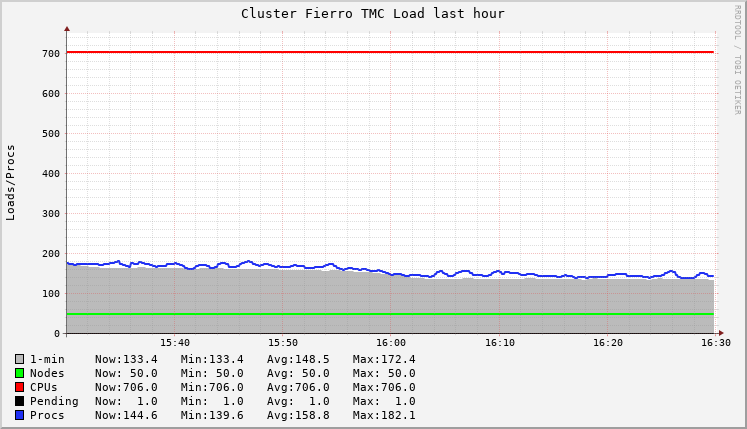 Cluster Fierro TMC Load last hour
RRDTOOL / TOBI OETIKER
Loads/Procs
700
600
500
400
300
200
100
0
15:40 15:50 16:00 16:10 16:20 16:30
1-min Now:133.4 Min:133.4 Avg:148.5 Max:172.4
Nodes Now: 50.0 Min: 50.0 Avg: 50.0 Max: 50.0
CPUs Now:706.0 Min:706.0 Avg:706.0 Max:706.0
Pending Now: 1.0 Min: 1.0 Avg: 1.0 Max: 1.0
Procs Now:144.6 Min:139.6 Avg:158.8 Max:182.1